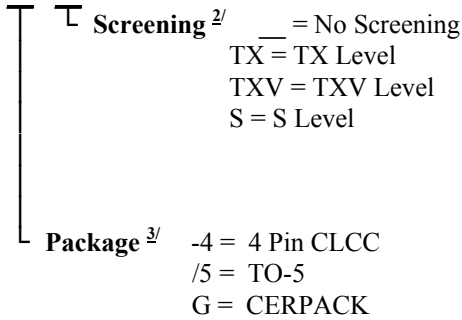 Screening 2/ __ = No Screening
TX = TX Level
TXV = TXV Level
S = S Level
Package 3/ -4 = 4 Pin CLCC
/5 = TO-5
G = CERPACK